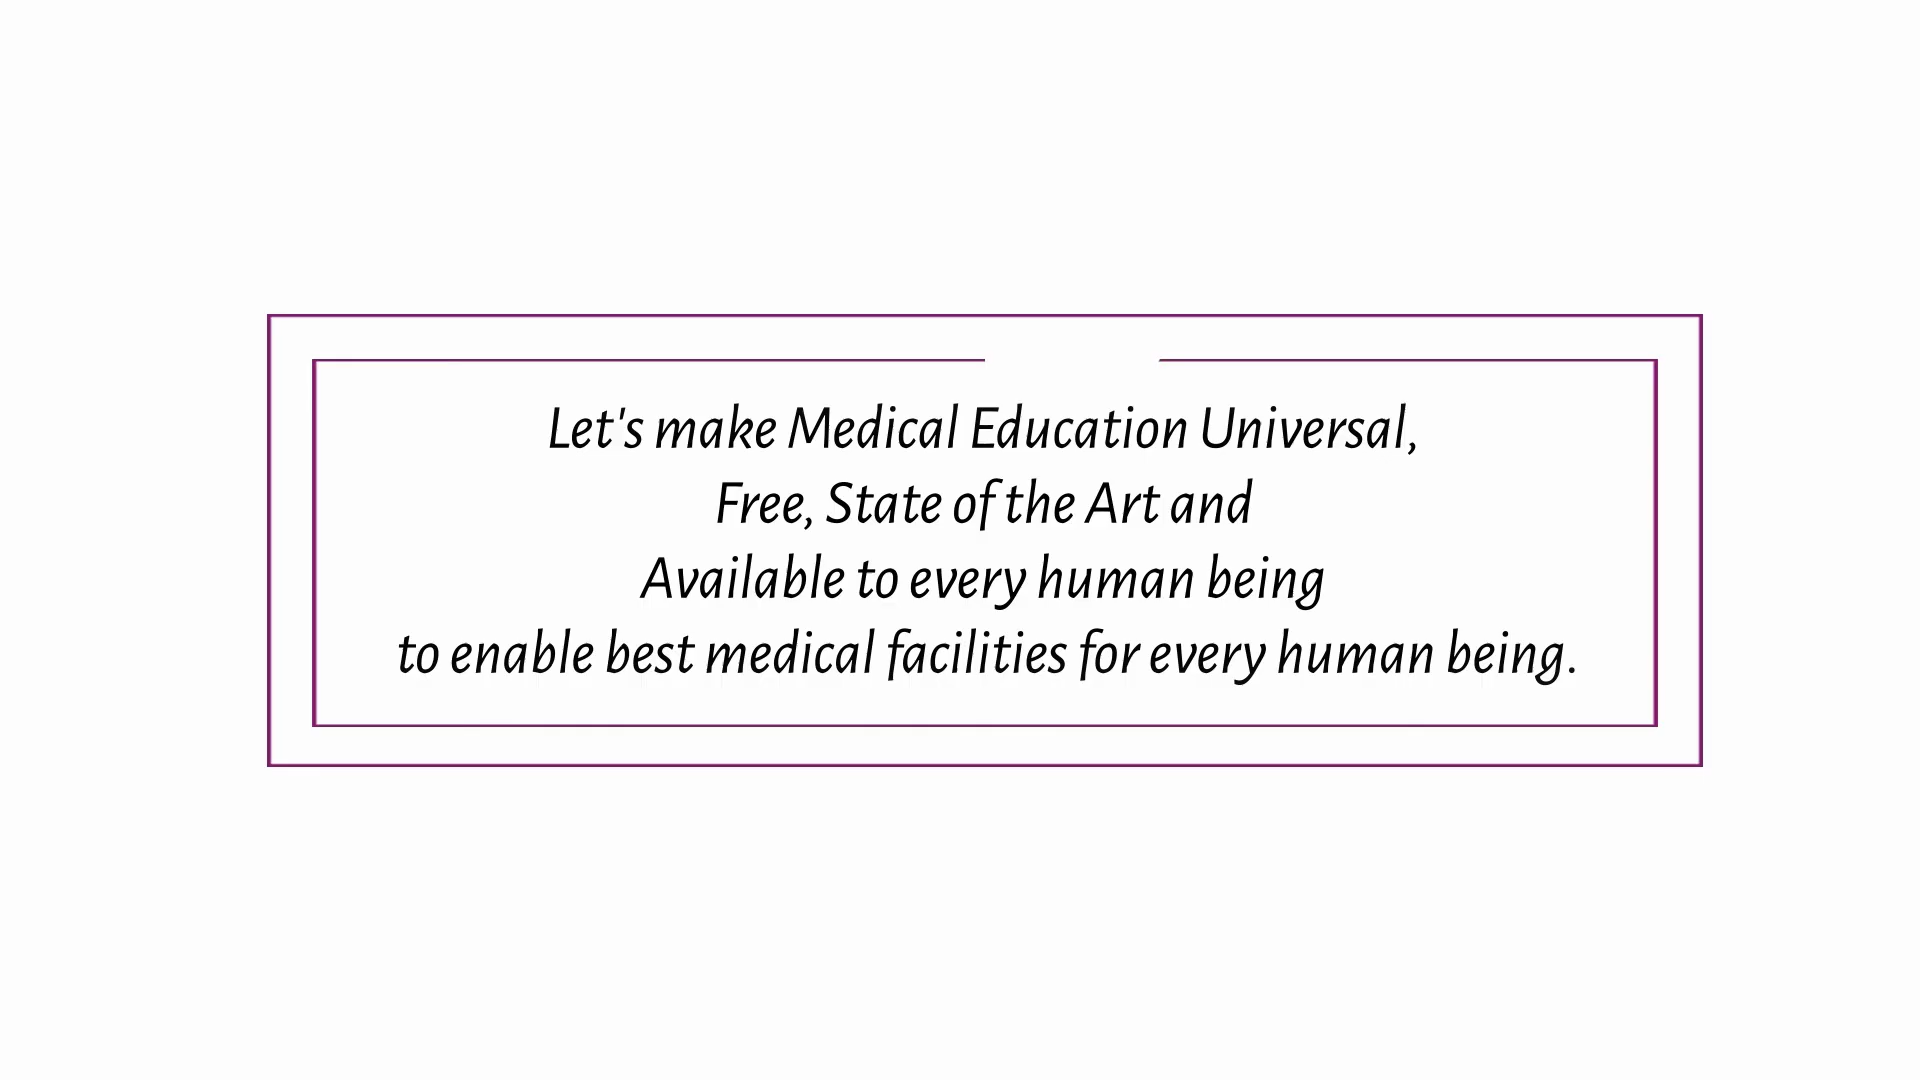 Let's make Medical Education Universal,
Free, State of the Art and
Available to every human being
to enable best medical facilities for every human being.